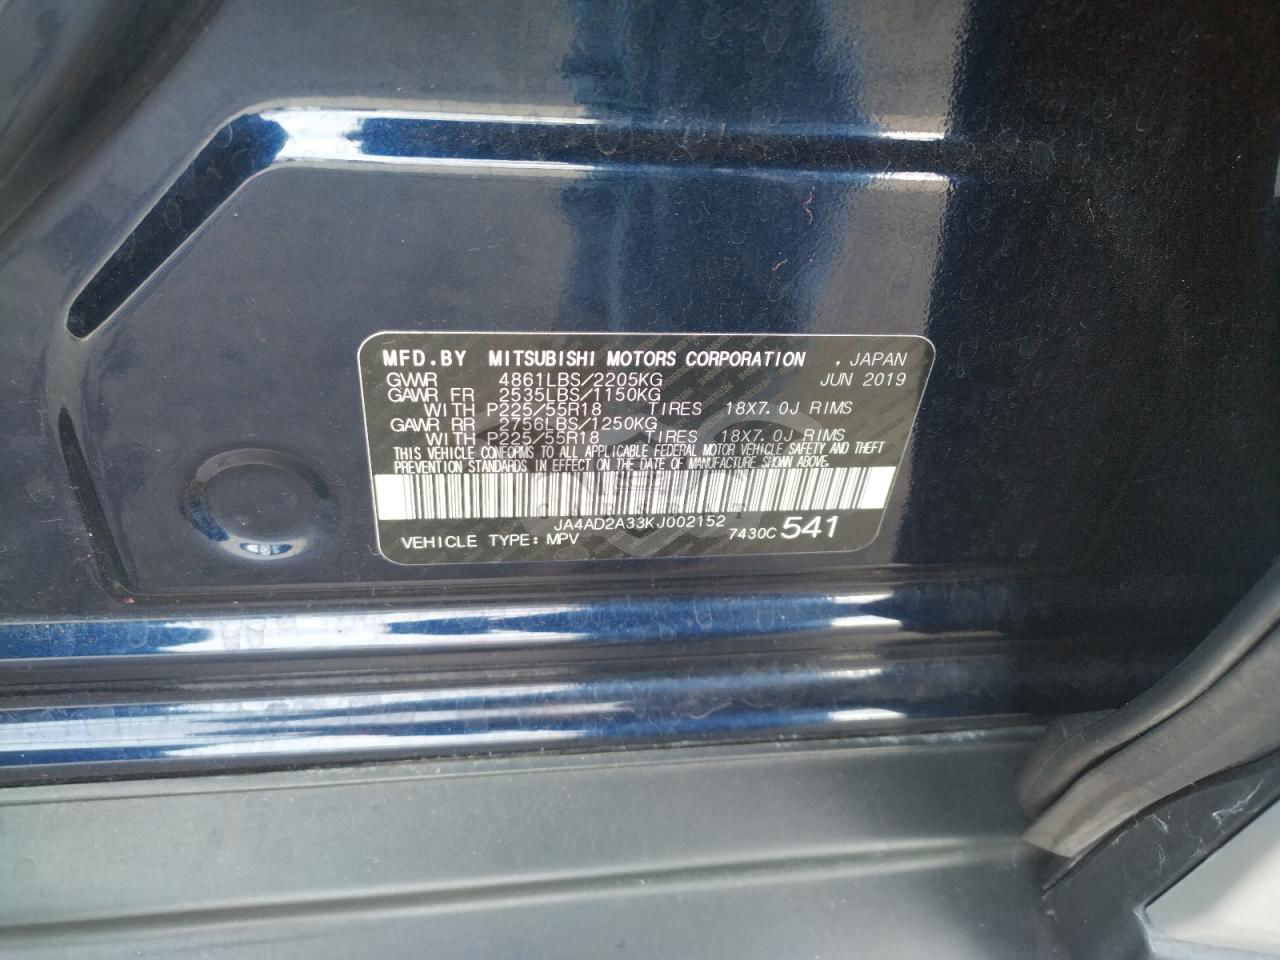 MFD.BY MITSUBISHI MOTORS CORPORATION . JAPAN
GVWR 4861LBS/2205KG JUN 2019
GAWR FR 2535LBS/1150KG
WITH P225/55R18 TIRES 18X7.0J RIMS
GAWR RR 2756LBS/1250KG
WITH P225/55R18 TIRES 18X7.0J RIMS
THIS VEHICLE CONFORMS TO ALL APPLICABLE FEDERAL MOTOR VEHICLE SAFETY AND THEFT
PREVENTION STANDARDS IN EFFECT ON THE DATE OF MANUFACTURE SHOWN ABOVE.
JA4AD2A33KJ002152
VEHICLE TYPE: MPV 7430C 541